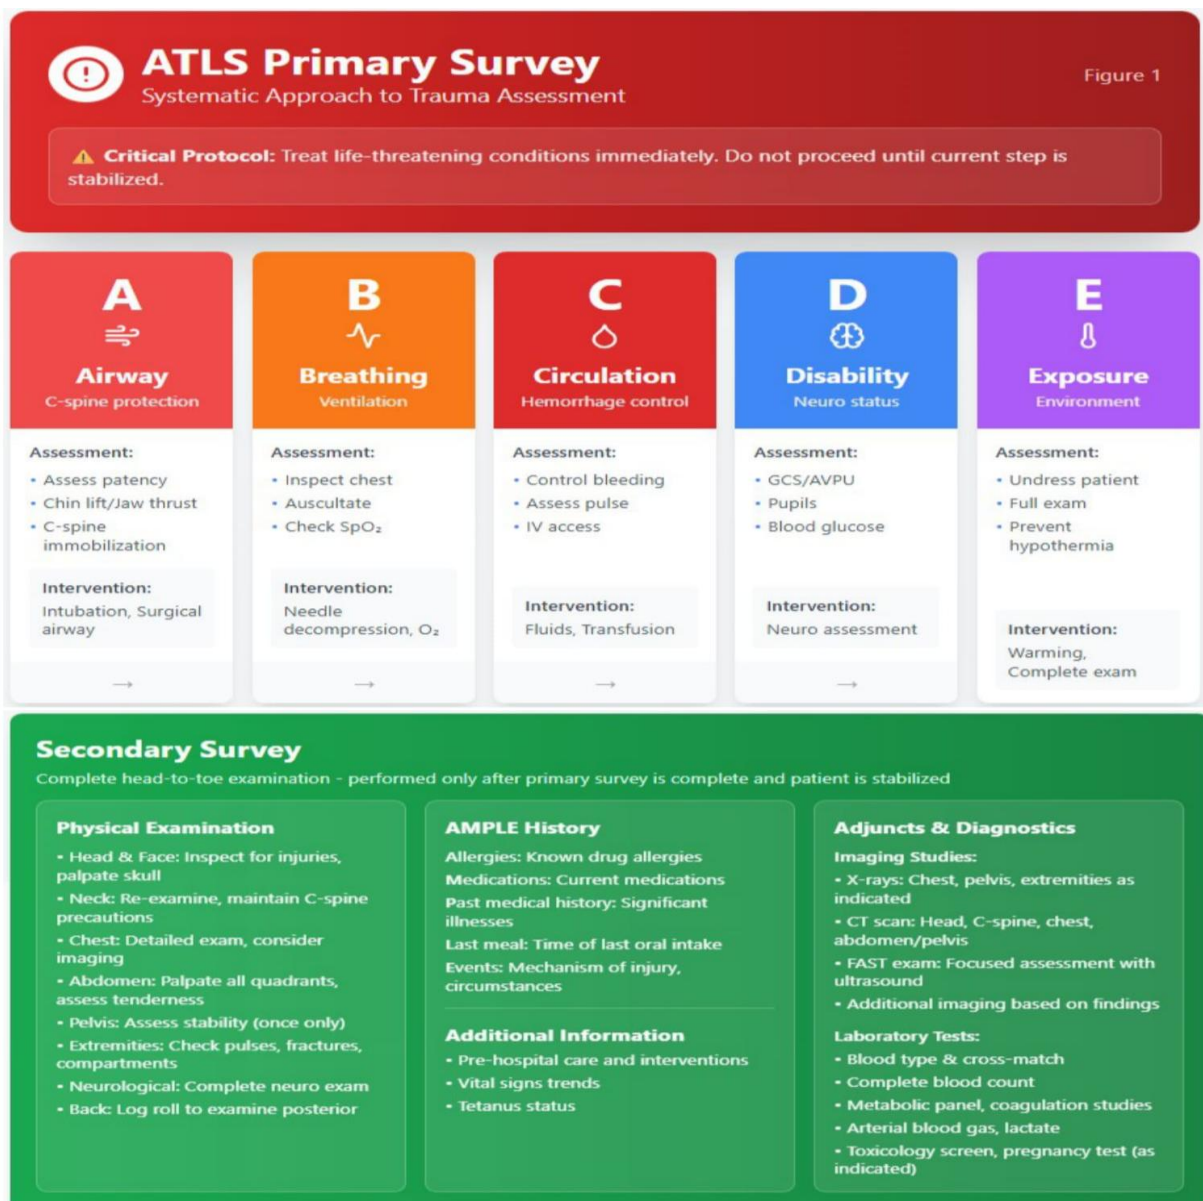 ATLS Primary Survey
Systematic Approach to Trauma Assessment
Figure 1
⚠ Critical Protocol: Treat life-threatening conditions immediately. Do not proceed until current step is
stabilized.
A
Airway
C-spine protection
Assessment:
• Assess patency
• Chin lift/Jaw thrust
• C-spine
immobilization
Intervention:
Intubation, Surgical
airway
→
B
Breathing
Ventilation
Assessment:
• Inspect chest
• Auscultate
• Check SpO₂
Intervention:
Needle
decompression, O₂
→
C
Circulation
Hemorrhage control
Assessment:
• Control bleeding
• Assess pulse
• IV access
Intervention:
Fluids, Transfusion
→
D
Disability
Neuro status
Assessment:
• GCS/AVPU
• Pupils
• Blood glucose
Intervention:
Neuro assessment
→
E
Exposure
Environment
Assessment:
• Undress patient
• Full exam
• Prevent
hypothermia
Intervention:
Warming,
Complete exam
Secondary Survey
Complete head-to-toe examination - performed only after primary survey is complete and patient is stabilized
Physical Examination
• Head & Face: Inspect for injuries,
palpate skull
• Neck: Re-examine, maintain C-spine
precautions
• Chest: Detailed exam, consider
imaging
• Abdomen: Palpate all quadrants,
assess tenderness
• Pelvis: Assess stability (once only)
• Extremities: Check pulses, fractures,
compartments
• Neurological: Complete neuro exam
• Back: Log roll to examine posterior
AMPLE History
Allergies: Known drug allergies
Medications: Current medications
Past medical history: Significant
illnesses
Last meal: Time of last oral intake
Events: Mechanism of injury,
circumstances
Additional Information
• Pre-hospital care and interventions
• Vital signs trends
• Tetanus status
Adjuncts & Diagnostics
Imaging Studies:
• X-rays: Chest, pelvis, extremities as
indicated
• CT scan: Head, C-spine, chest,
abdomen/pelvis
• FAST exam: Focused assessment with
ultrasound
• Additional imaging based on findings
Laboratory Tests:
• Blood type & cross-match
• Complete blood count
• Metabolic panel, coagulation studies
• Arterial blood gas, lactate
• Toxicology screen, pregnancy test (as
indicated)